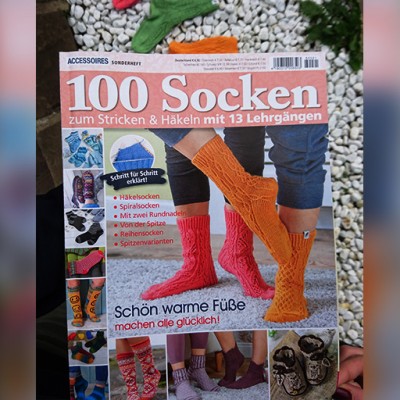 ACCESSOIRES SONDERHEFT
100 Socken
zum Stricken & Häkeln mit 13 Lehrgängen
Schritt für Schritt
erklärt!
• Häkelsocken
• Spiralsocken
• Mit zwei Rundnadeln
• Von der Spitze
• Reihensocken
• Spitzenvarianten
Schön warme Füße
machen alle glücklich!